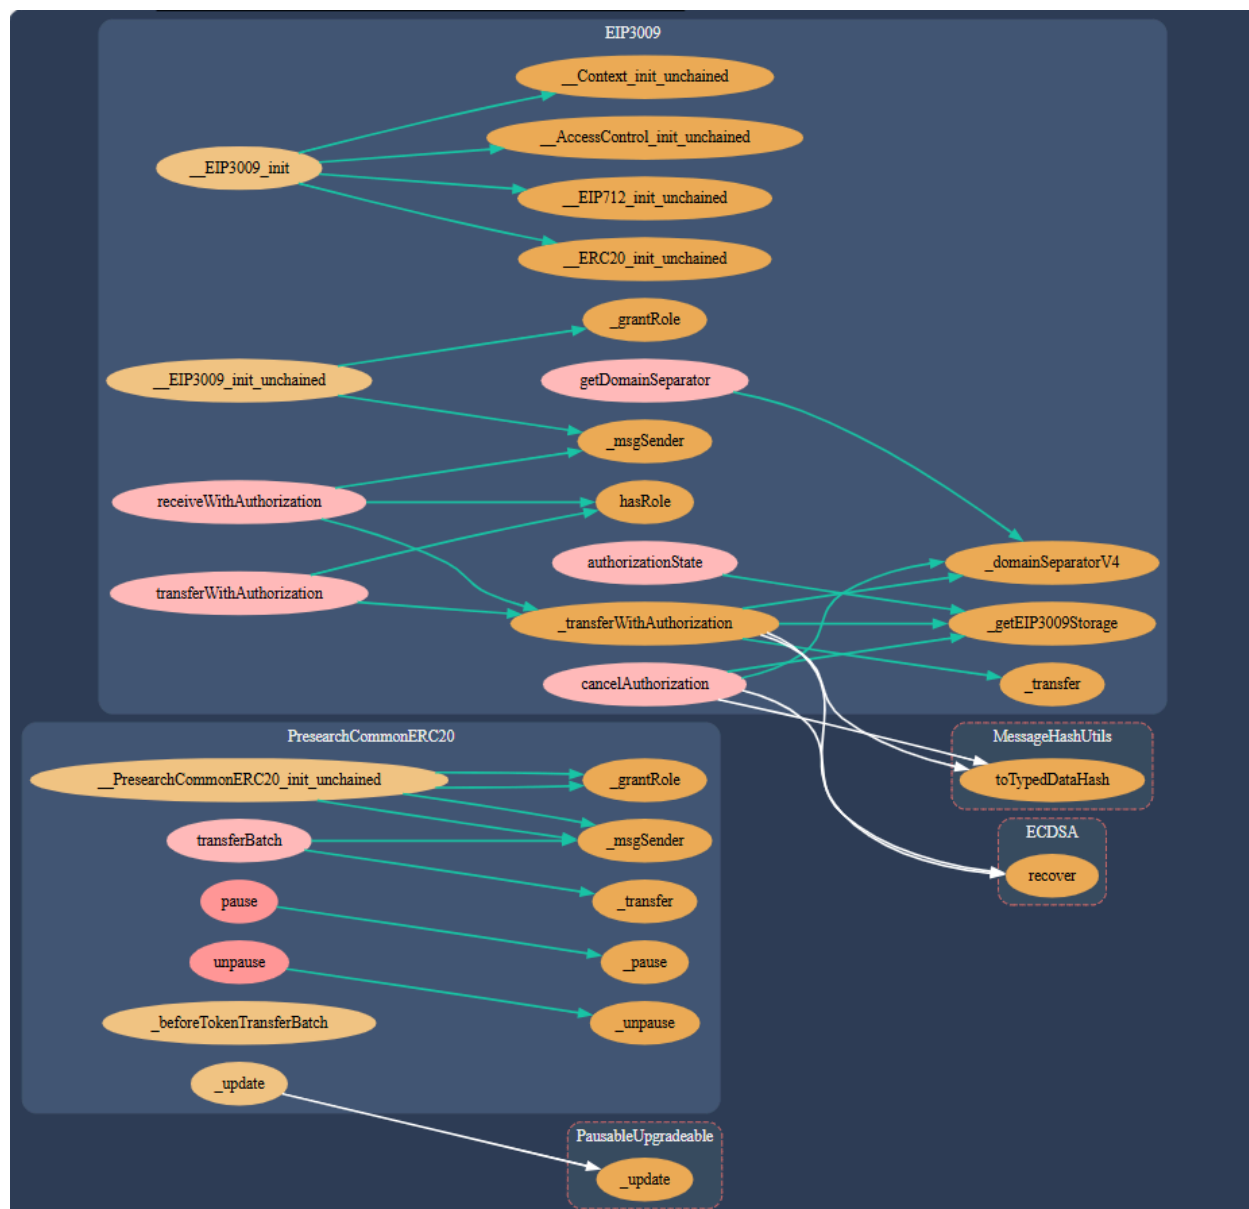 EIP3009
__Context_init_unchained
__AccessControl_init_unchained
__EIP3009_init
__EIP712_init_unchained
__ERC20_init_unchained
_grantRole
__EIP3009_init_unchained
getDomainSeparator
_msgSender
receiveWithAuthorization
hasRole
authorizationState
_domainSeparatorV4
transferWithAuthorization
_transferWithAuthorization
_getEIP3009Storage
cancelAuthorization
_transfer
PresearchCommonERC20
MessageHashUtils
__PresearchCommonERC20_init_unchained
_grantRole
toTypedDataHash
transferBatch
_msgSender
ECDSA
recover
pause
_transfer
unpause
_pause
_beforeTokenTransferBatch
_unpause
_update
PausableUpgradeable
_update